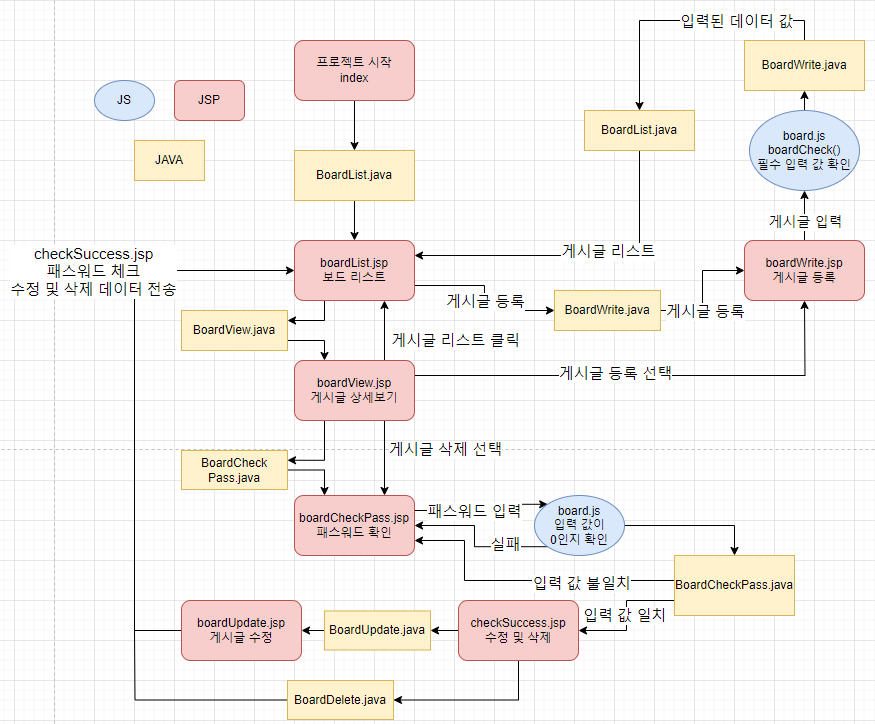 입력된 데이터 값
프로젝트 시작
index
BoardWrite.java
JS
JSP
BoardList.java
board.js
boardCheck()
필수 입력 값 확인
JAVA
BoardList.java
게시글 입력
checkSuccess.jsp
패스워드 체크
수정 및 삭제 데이터 전송
boardList.jsp
보드 리스트
게시글 리스트
boardWrite.jsp
게시글 등록
게시글 등록
BoardWrite.java
게시글 등록
BoardView.java
게시글 리스트 클릭
boardView.jsp
게시글 상세보기
게시글 등록 선택
게시글 삭제 선택
BoardCheck
Pass.java
boardCheckPass.jsp
패스워드 확인
패스워드 입력
board.js
입력 값이
0인지 확인
실패
입력 값 불일치
BoardCheckPass.java
입력 값 일치
boardUpdate.jsp
게시글 수정
BoardUpdate.java
checkSuccess.jsp
수정 및 삭제
BoardDelete.java